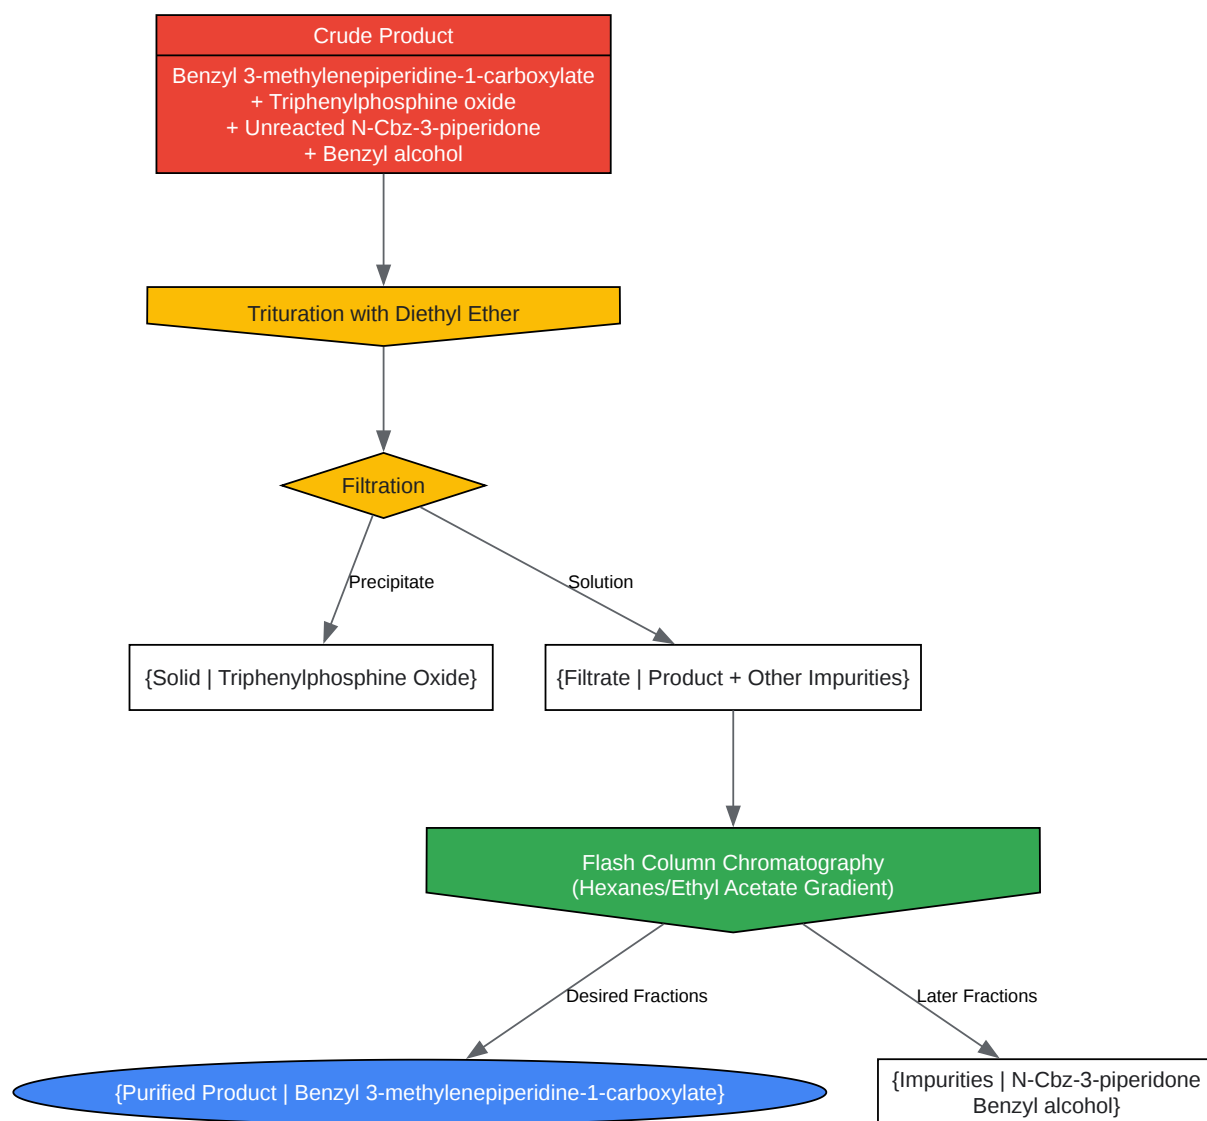 Crude Product
Benzyl 3-methylenepiperidine-1-carboxylate
+ Triphenylphosphine oxide
+ Unreacted N-Cbz-3-piperidone
+ Benzyl alcohol
Trituration with Diethyl Ether
Filtration
Precipitate
Solution
{Solid | Triphenylphosphine Oxide}
{Filtrate | Product + Other Impurities}
Flash Column Chromatography
(Hexanes/Ethyl Acetate Gradient)
Desired Fractions
Later Fractions
{Purified Product | Benzyl 3-methylenepiperidine-1-carboxylate}
{Impurities | N-Cbz-3-piperidone
Benzyl alcohol}